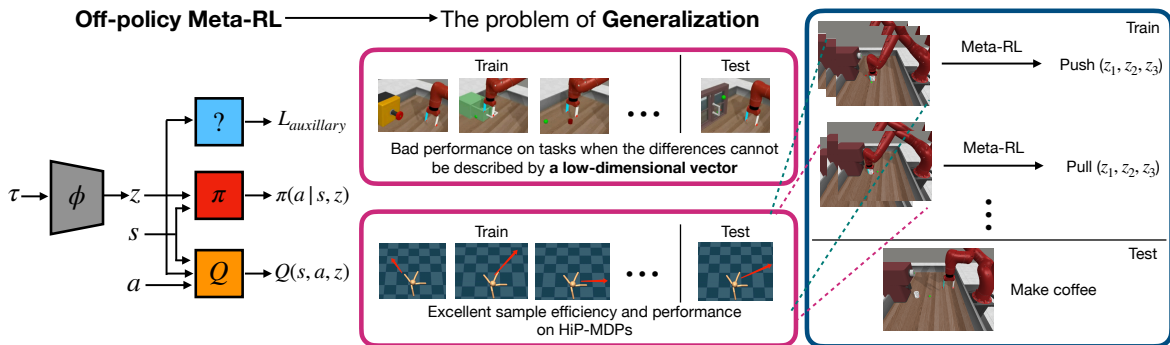 Off-policy Meta-RL
The problem of Generalization
τ
ϕ
z
s
a
?
π
Q
L_{auxillary}
π(a | s, z)
Q(s, a, z)
Train
Test
• • •
Bad performance on tasks when the differences cannot
be described by a low-dimensional vector
Train
Test
• • •
Excellent sample efficiency and performance
on HiP-MDPs
Train
Meta-RL
Push (z₁, z₂, z₃)
Meta-RL
Pull (z₁, z₂, z₃)
Test
Make coffee